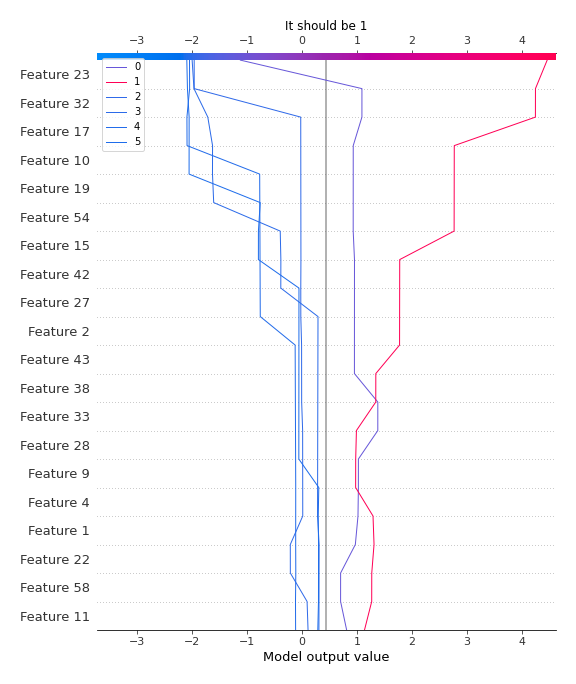 It should be 1
−3 −2 −1 0 1 2 3 4
0
1
2
3
4
5
Feature 23
Feature 32
Feature 17
Feature 10
Feature 19
Feature 54
Feature 15
Feature 42
Feature 27
Feature 2
Feature 43
Feature 38
Feature 33
Feature 28
Feature 9
Feature 4
Feature 1
Feature 22
Feature 58
Feature 11
−3 −2 −1 0 1 2 3 4
Model output value